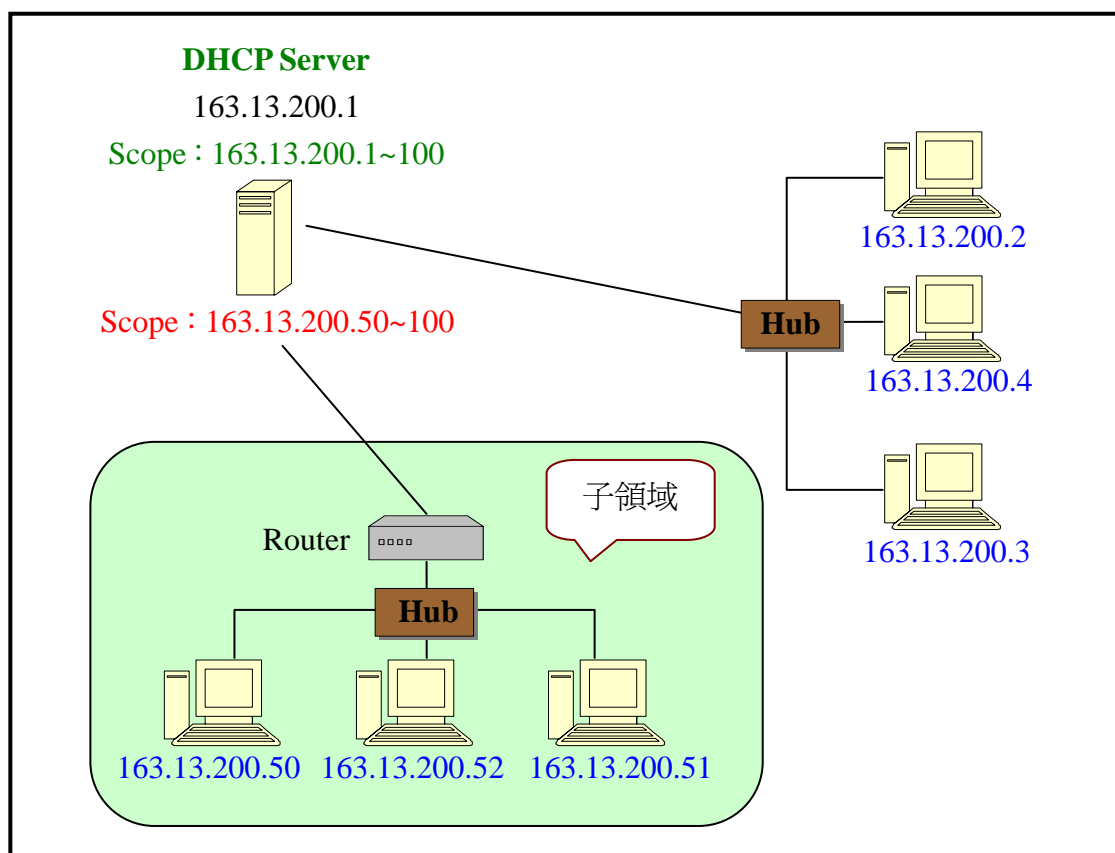 DHCP Server
163.13.200.1
Scope：163.13.200.1~100
163.13.200.2
Scope：163.13.200.50~100
Hub
163.13.200.4
子領域
Router
163.13.200.3
Hub
163.13.200.50
163.13.200.52
163.13.200.51